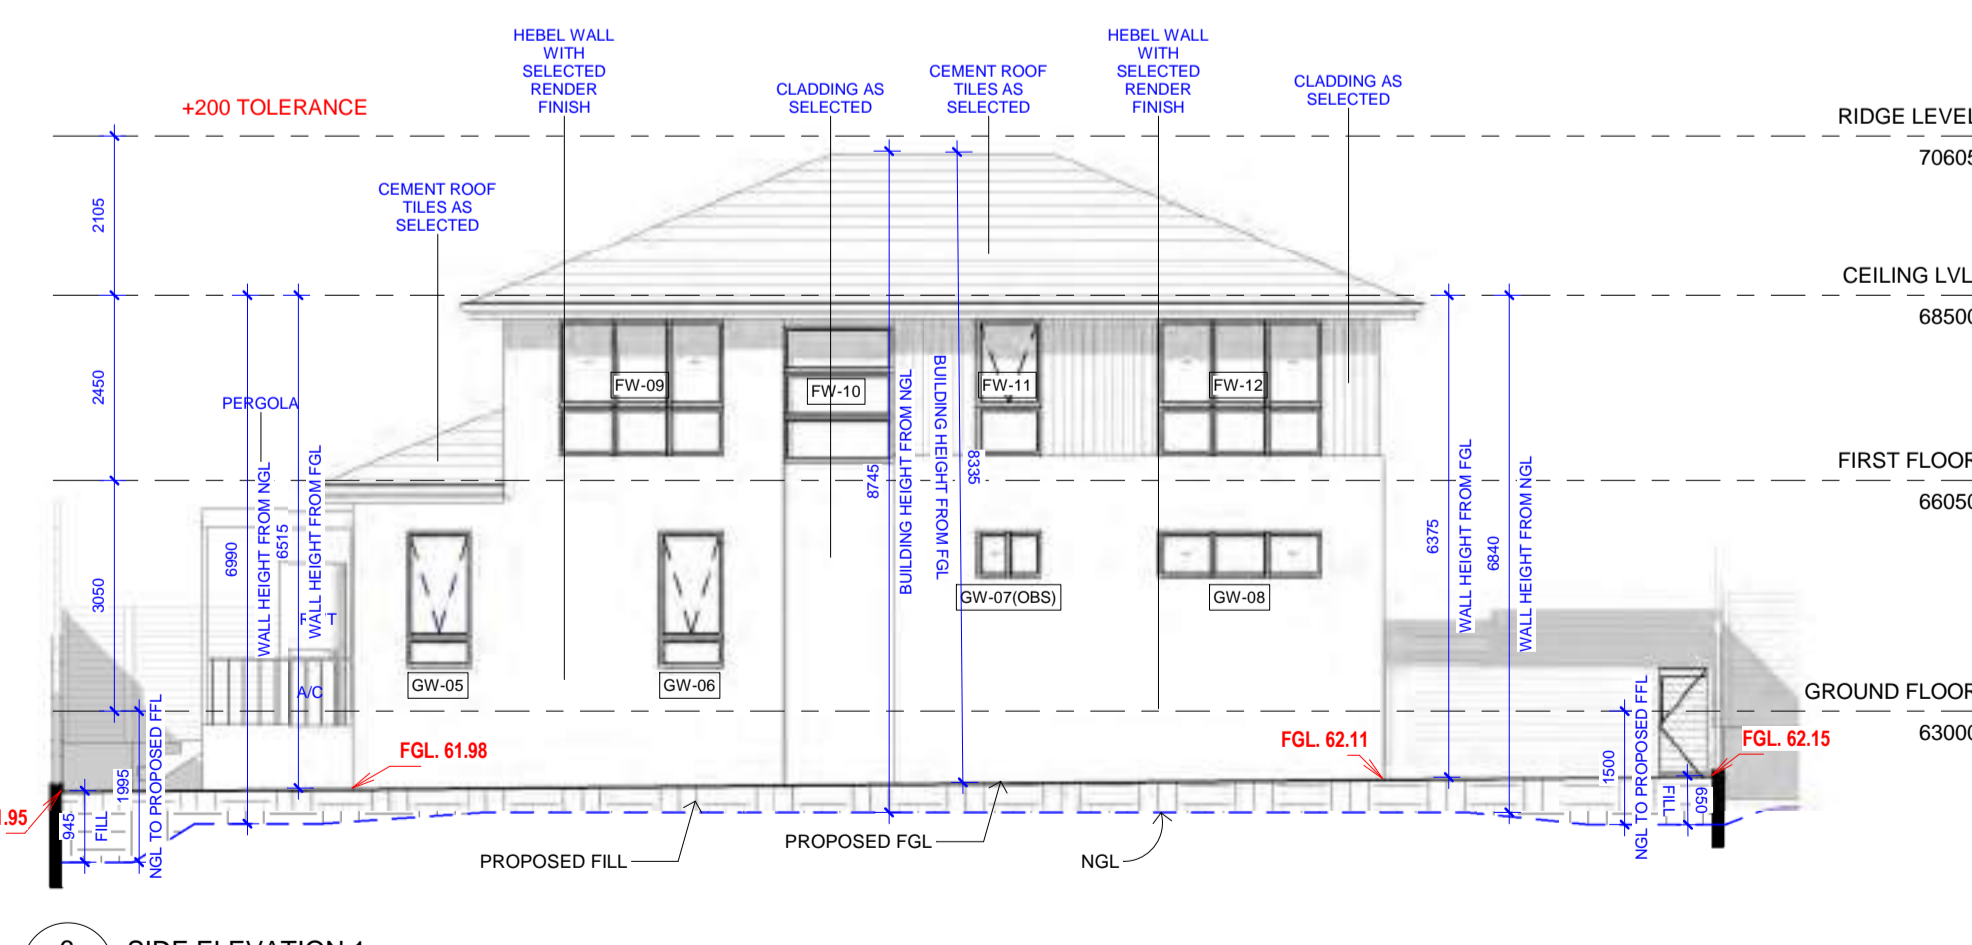 HEBEL WALL
WITH
SELECTED
RENDER
FINISH
HEBEL WALL
WITH
SELECTED
RENDER
FINISH
CLADDING AS
SELECTED
CEMENT ROOF
TILES AS
SELECTED
CLADDING AS
SELECTED
+200 TOLERANCE
RIDGE LEVEL
70605
CEMENT ROOF
TILES AS
SELECTED
2105
CEILING LVL
68500
2450
PERGOLA
FW-09
FW-10
FW-11
FW-12
FIRST FLOOR
66050
3050
6990
WALL HEIGHT FROM NGL
6515
WALL HEIGHT FROM FGL
8745
BUILDING HEIGHT FROM NGL
BUILDING HEIGHT FROM FGL
8335
6375
WALL HEIGHT FROM FGL
6840
WALL HEIGHT FROM NGL
A/C
GW-05
GW-06
GW-07(OBS)
GW-08
GROUND FLOOR
63000
FGL. 61.98
FGL. 62.11
FGL. 62.15
.95
945
FILL
1995
NGL TO PROPOSED FFL
1500
NGL TO PROPOSED FFL
FILL
650
PROPOSED FILL
PROPOSED FGL
NGL
SIDE ELEVATION 1